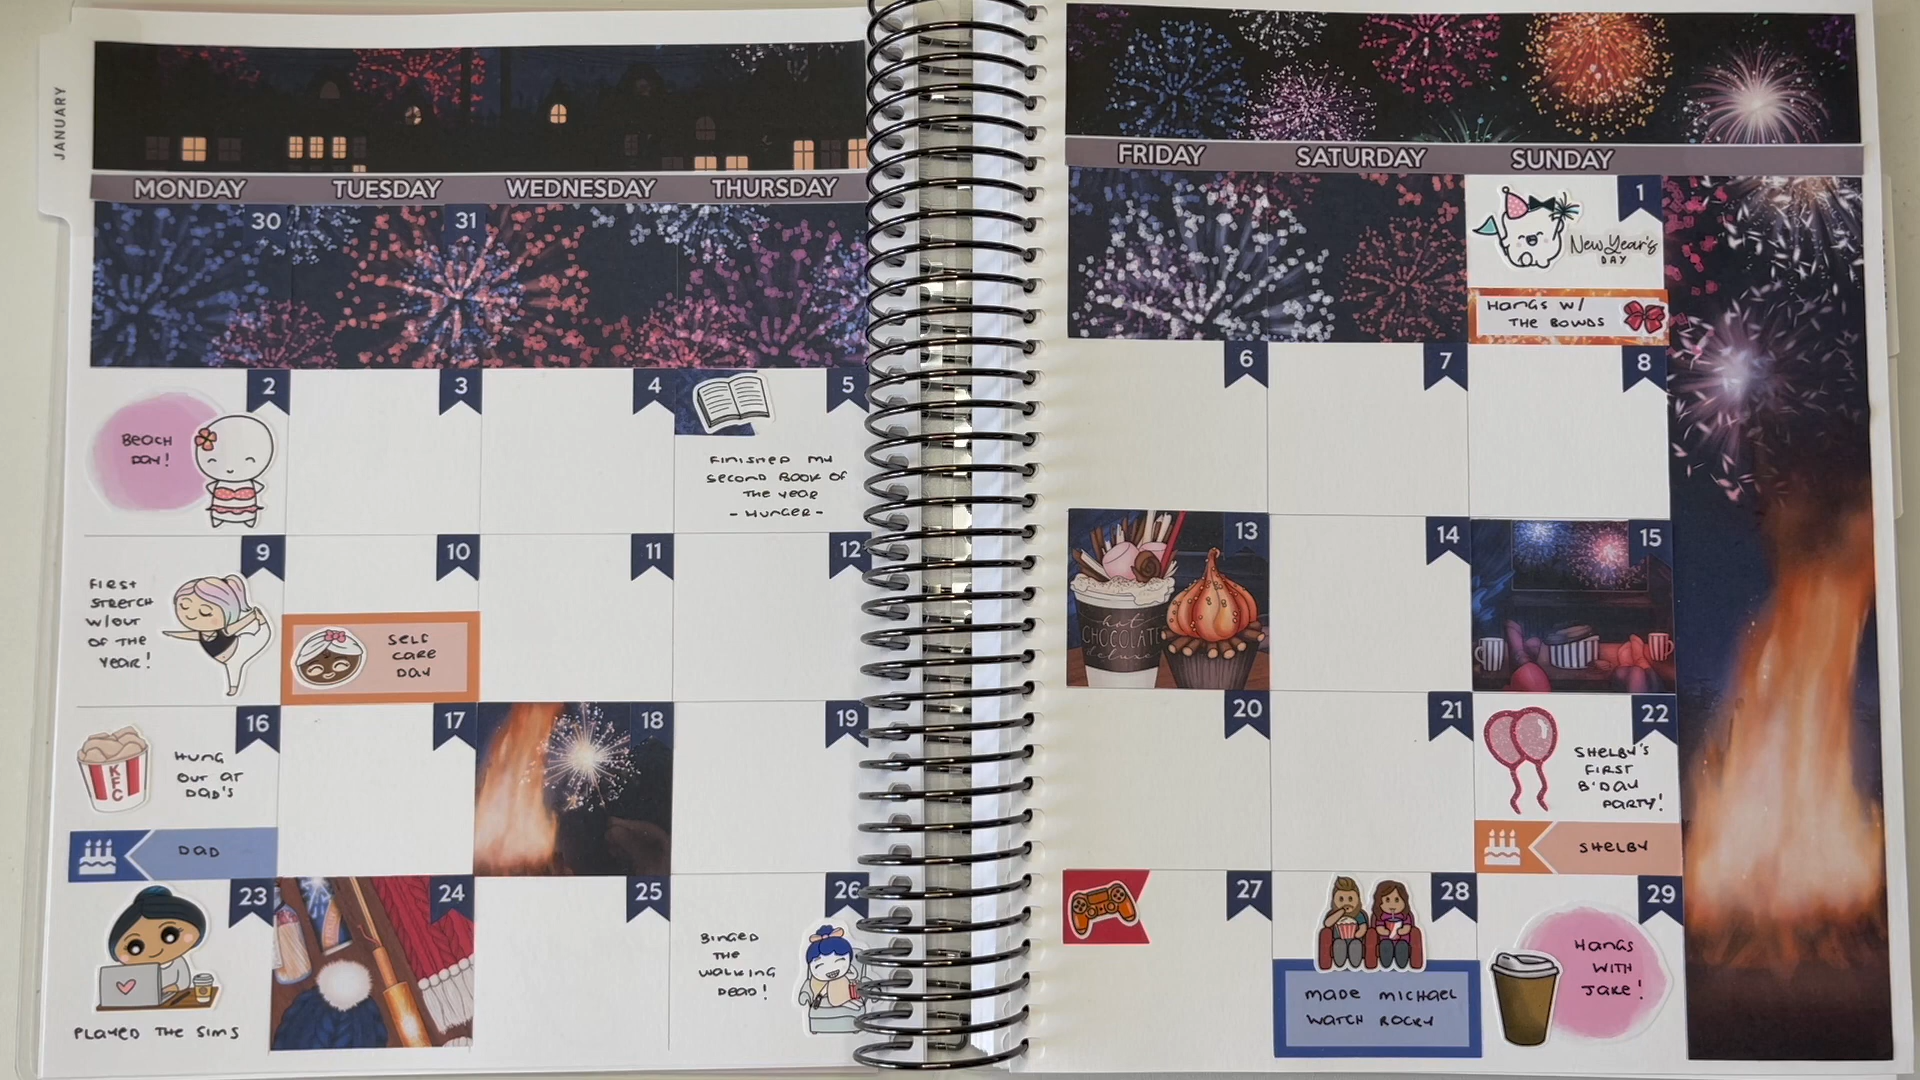 JANUARY
MONDAY TUESDAY WEDNESDAY THURSDAY
FRIDAY SATURDAY SUNDAY
30 31
1
New Year's
DAY
HANGS W/
THE BOWDS
2 3 4 5
BEACH
DAY!
FINISHED MY
SECOND BOOK OF
THE YEAR
- HUNGER -
6 7 8
9 10 11 12
FIRST
STRETCH
W/OUT
OF THE
YEAR!
SELF
CARE
DAY
13 14 15
hot
CHOCOLATE
deluxe
16 17 18 19
KFC
HUNG
OUT AT
DAD'S
DAD
20 21 22
SHELBY'S
FIRST
B'DAY
PARTY!
SHELBY
23 24 25 26
PLAYED THE SIMS
BINGED
THE
WALKING
DEAD!
27 28 29
MADE MICHAEL
WATCH ROCKY
HANGS
WITH
JAKE!